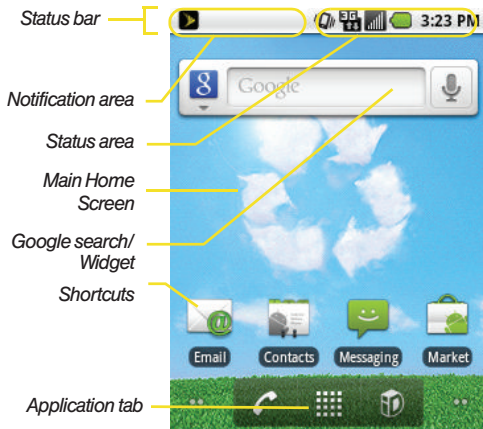 Status bar
3G
3:23 PM
Notification area
8 Google
Status area
Main Home
Screen
Google search/
Widget
Shortcuts
@
Email Contacts Messaging Market
Application tab